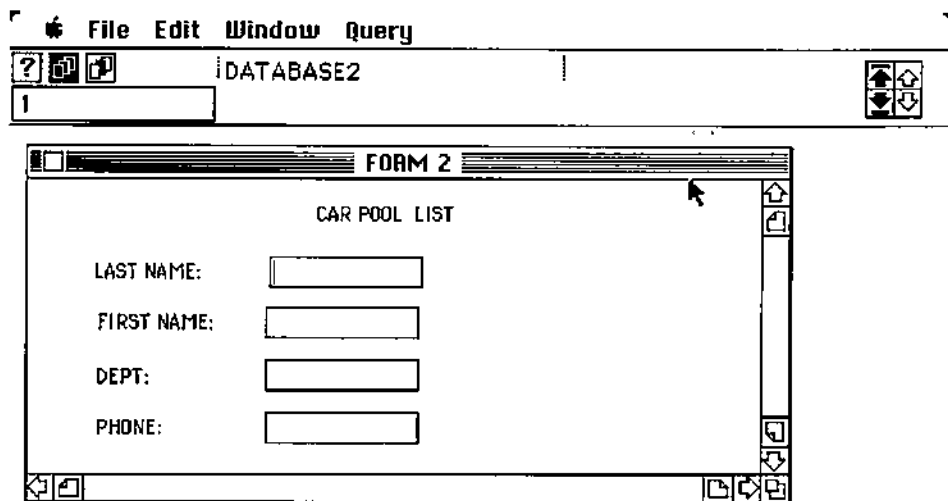 File Edit Window Query
? DATABASE2
1
FORM 2
CAR POOL LIST
LAST NAME:
FIRST NAME:
DEPT:
PHONE: